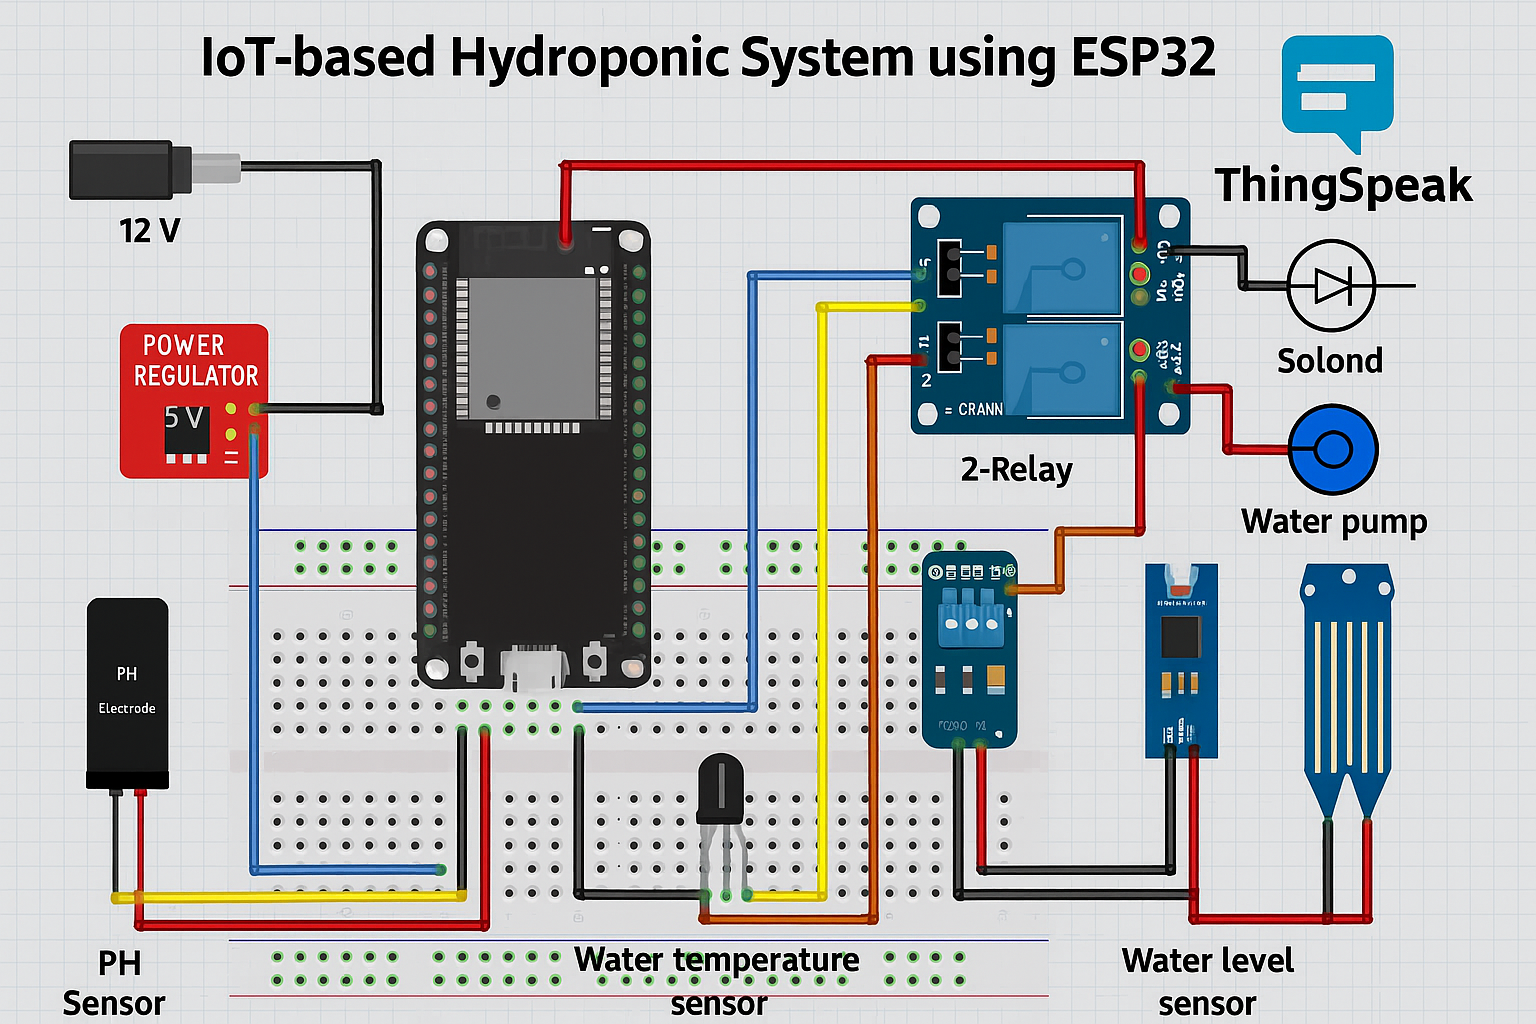 IoT-based Hydroponic System using ESP32
ThingSpeak
12 V
POWER
REGULATOR
5 V
= CRANN
2
2-Relay
Solond
Water pump
PH
Electrode
PH
Sensor
Water temperature
sensor
Water level
sensor